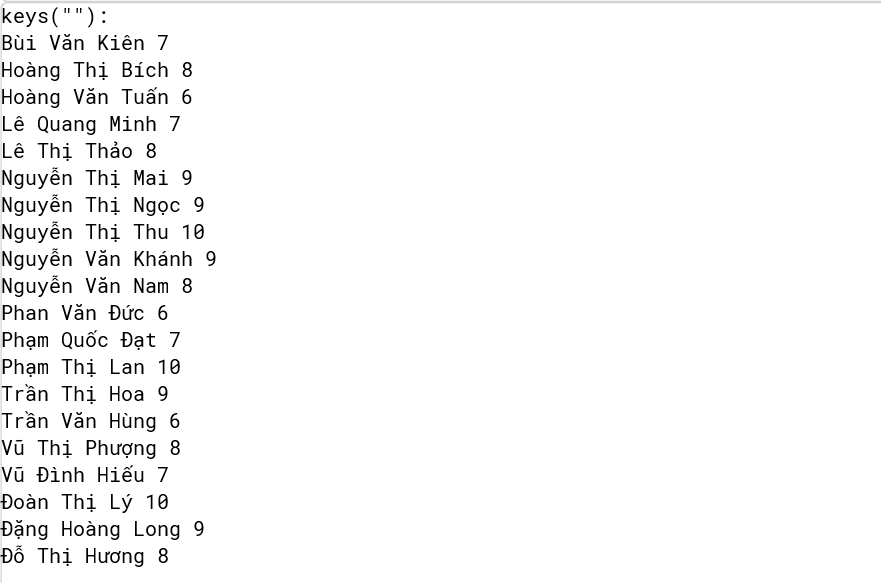 keys(""):
Bùi Văn Kiên 7
Hoàng Thị Bích 8
Hoàng Văn Tuấn 6
Lê Quang Minh 7
Lê Thị Thảo 8
Nguyễn Thị Mai 9
Nguyễn Thị Ngọc 9
Nguyễn Thị Thu 10
Nguyễn Văn Khánh 9
Nguyễn Văn Nam 8
Phan Văn Đức 6
Phạm Quốc Đạt 7
Phạm Thị Lan 10
Trần Thị Hoa 9
Trần Văn Hùng 6
Vũ Thị Phượng 8
Vũ Đình Hiếu 7
Đoàn Thị Lý 10
Đặng Hoàng Long 9
Đỗ Thị Hương 8